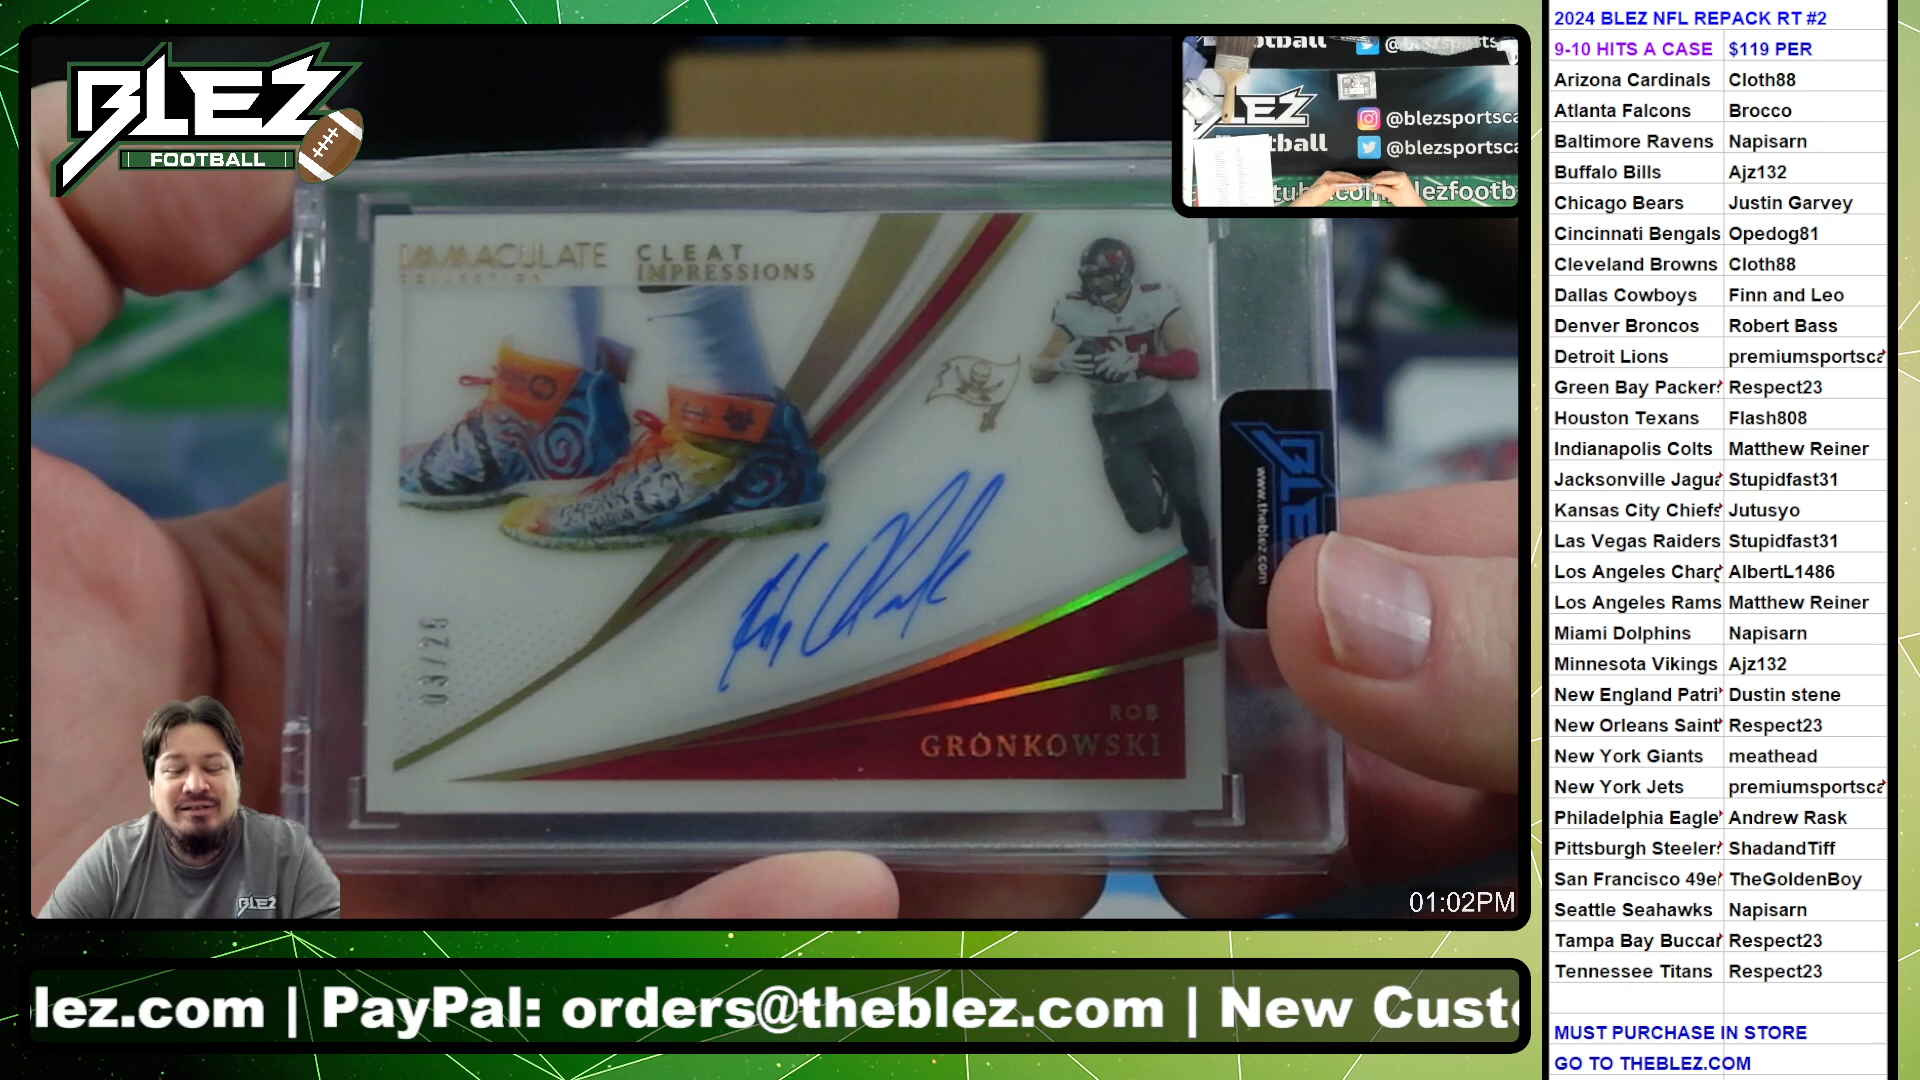 BLEZ
FOOTBALL
IMMACULATE
COLLECTION
CLEAT
IMPRESSIONS
03/25
ROB
GRONKOWSKI
BLEZ
www.theblez.com
BLEZ
@blezsportsca
@blezsportsca
BLEZ
01:02PM
lez.com | PayPal: orders@theblez.com | New Custo
2024 BLEZ NFL REPACK RT #2
9-10 HITS A CASE $119 PER
Arizona Cardinals Cloth88
Atlanta Falcons Brocco
Baltimore Ravens Napisarn
Buffalo Bills Ajz132
Chicago Bears Justin Garvey
Cincinnati Bengals Opedog81
Cleveland Browns Cloth88
Dallas Cowboys Finn and Leo
Denver Broncos Robert Bass
Detroit Lions premiumsportsca
Green Bay Packer Respect23
Houston Texans Flash808
Indianapolis Colts Matthew Reiner
Jacksonville Jagua Stupidfast31
Kansas City Chiefs Jutusyo
Las Vegas Raiders Stupidfast31
Los Angeles Charg AlbertL1486
Los Angeles Rams Matthew Reiner
Miami Dolphins Napisarn
Minnesota Vikings Ajz132
New England Patri Dustin stene
New Orleans Saint Respect23
New York Giants meathead
New York Jets premiumsportsca
Philadelphia Eagle Andrew Rask
Pittsburgh Steeler ShadandTiff
San Francisco 49er TheGoldenBoy
Seattle Seahawks Napisarn
Tampa Bay Buccar Respect23
Tennessee Titans Respect23
MUST PURCHASE IN STORE
GO TO THEBLEZ.COM